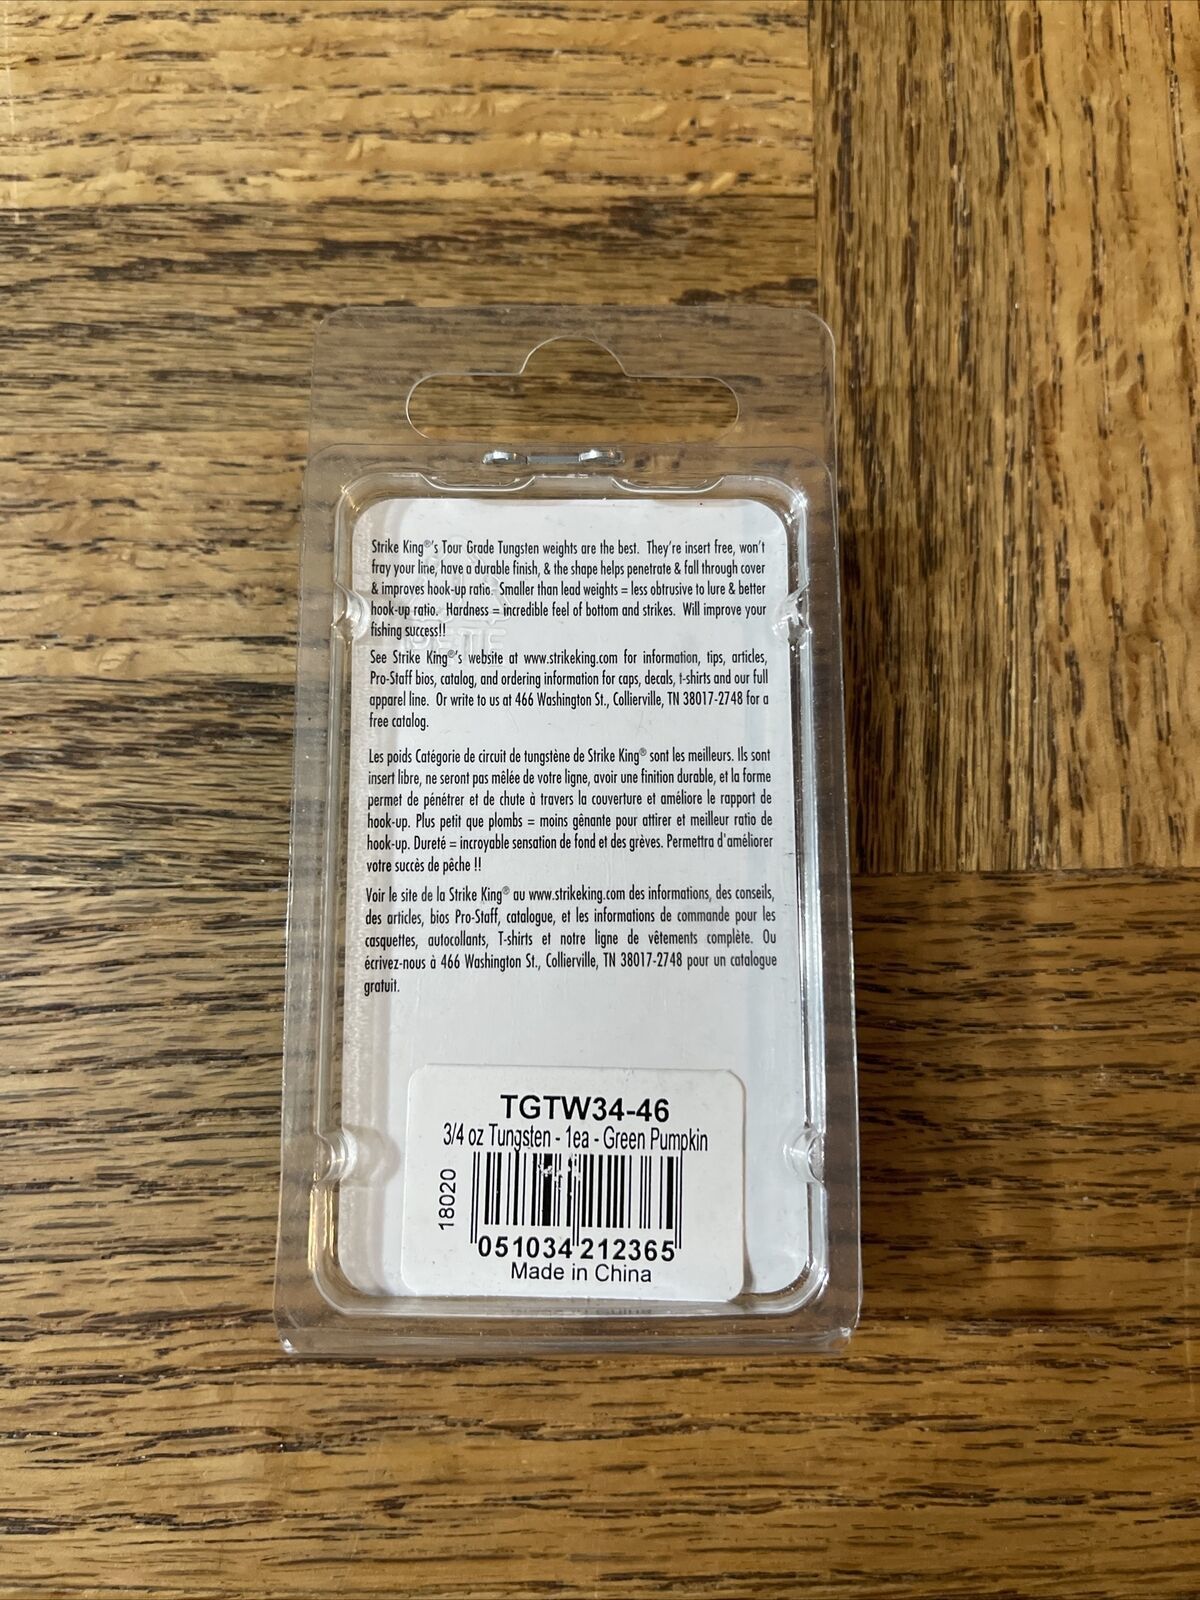 Strike King®'s Tour Grade Tungsten weights are the best. They're insert free, won't
fray your line, have a durable finish, & the shape helps penetrate & fall through cover
& improves hook-up ratio. Smaller than lead weights = less obtrusive to lure & better
hook-up ratio. Hardness = incredible feel of bottom and strikes. Will improve your
fishing success!!
See Strike King®'s website at www.strikeking.com for information, tips, articles,
Pro-Staff bios, catalog, and ordering information for caps, decals, t-shirts and our full
apparel line. Or write to us at 466 Washington St., Collierville, TN 38017-2748 for a
free catalog.
Les poids Catégorie de circuit de tungstène de Strike King® sont les meilleurs. Ils sont
insert libre, ne seront pas mêlée de votre ligne, avoir une finition durable, et la forme
permet de pénétrer et de chute à travers la couverture et améliore le rapport de
hook-up. Plus petit que plombs = moins gênante pour attirer et meilleur ratio de
hook-up. Dureté = incroyable sensation de fond et des grèves. Permettra d'améliorer
votre succès de pêche !!
Voir le site de la Strike King® au www.strikeking.com des informations, des conseils,
des articles, bios Pro-Staff, catalogue, et les informations de commande pour les
casquettes, autocollants, T-shirts et notre ligne de vêtements complète. Ou
écrivez-nous à 466 Washington St., Collierville, TN 38017-2748 pour un catalogue
gratuit.
TGTW34-46
3/4 oz Tungsten - 1ea - Green Pumpkin
18020
051034 212365
Made in China